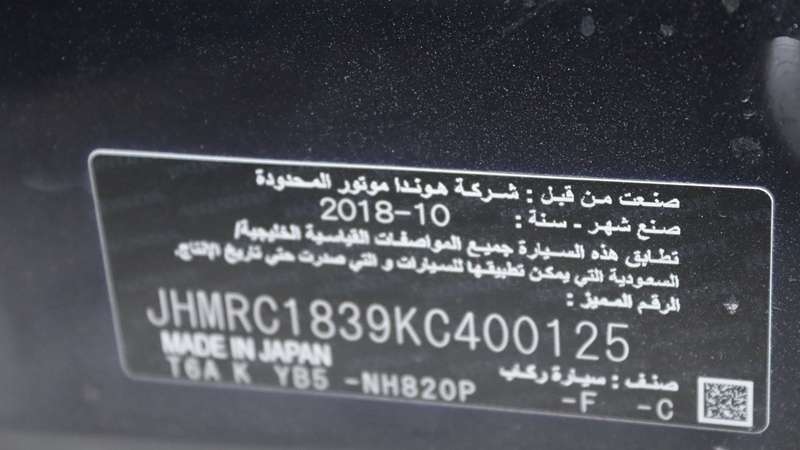 صنعت من قبل : شركة هوندا موتور المحدودة
صنع شهر - سنة : 2018-10
تطابق هذه السيارة جميع المواصفات القياسية الخليجية/
السعودية التي يمكن تطبيقها للسيارات و التي صدرت حتى تاريخ الإنتاج.
الرقم المميز :
JHMRC1839KC400125
MADE IN JAPAN
صنف : سيارة ركاب
T6A K YB5 -NH820P -F -C